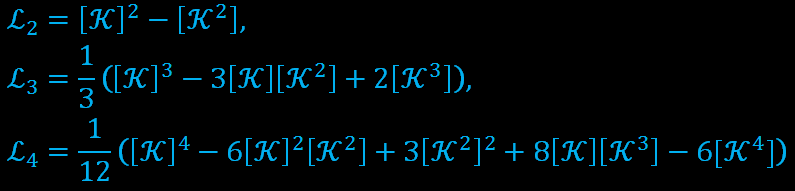 ℒ₂ = [𝒦]² − [𝒦²],
ℒ₃ = 1/3 ([𝒦]³ − 3[𝒦][𝒦²] + 2[𝒦³]),
ℒ₄ = 1/12 ([𝒦]⁴ − 6[𝒦]²[𝒦²] + 3[𝒦²]² + 8[𝒦][𝒦³] − 6[𝒦⁴])